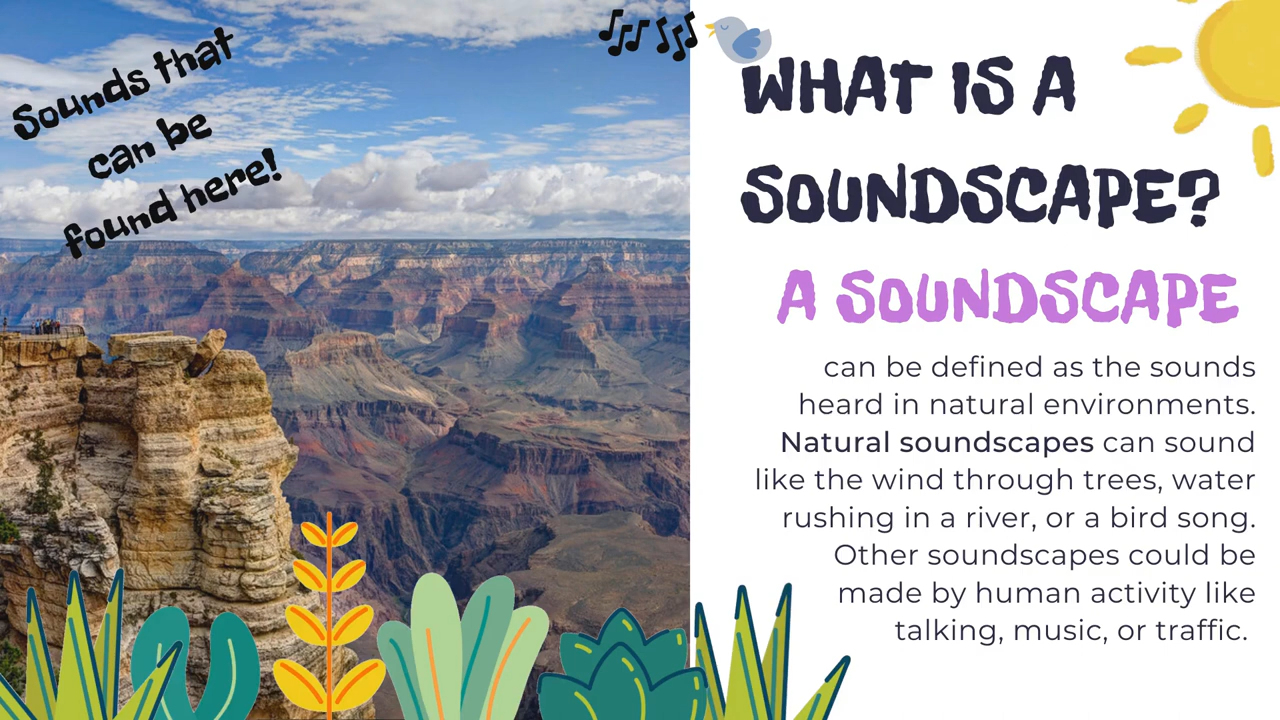 Sounds that
can be
found here!
WHAT IS A
SOUNDSCAPE?
A SOUNDSCAPE
can be defined as the sounds
heard in natural environments.
Natural soundscapes can sound
like the wind through trees, water
rushing in a river, or a bird song.
Other soundscapes could be
made by human activity like
talking, music, or traffic.